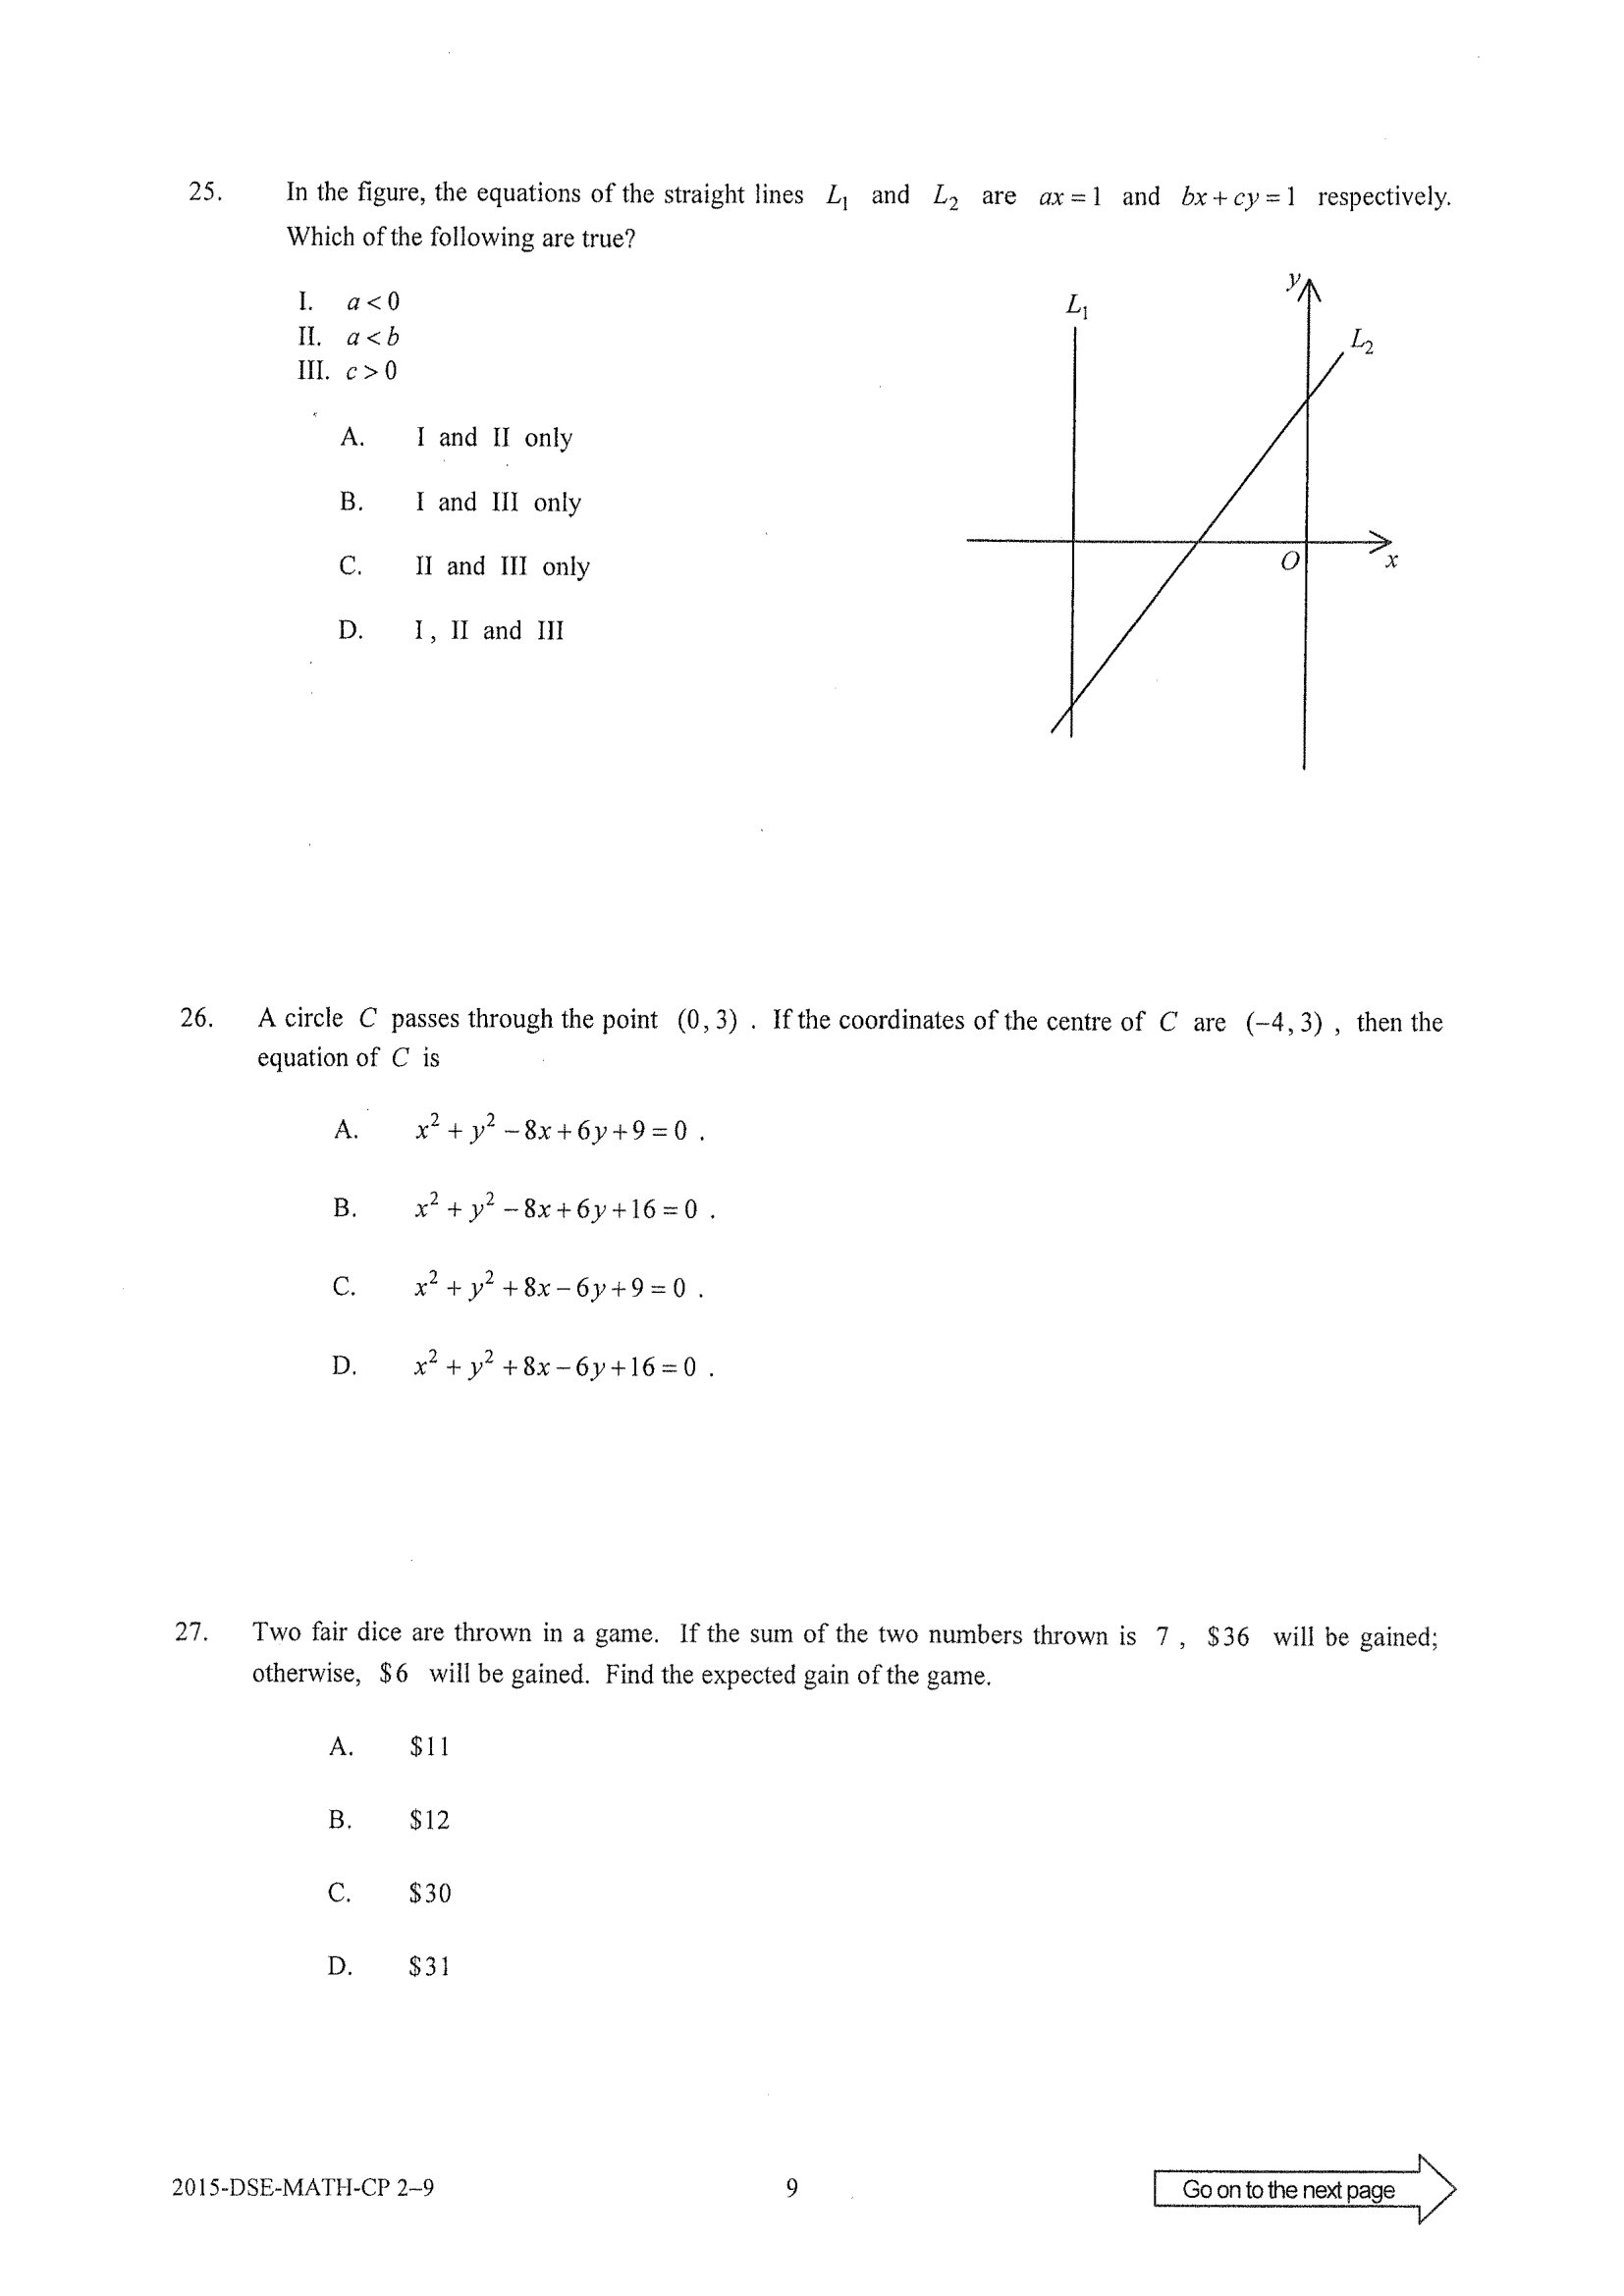 25. In the figure, the equations of the straight lines L₁ and L₂ are ax = 1 and bx + cy = 1 respectively.
Which of the following are true?
I. a < 0
II. a < b
III. c > 0
A. I and II only
B. I and III only
C. II and III only
D. I , II and III
y
L₁
L₂
O
x
26. A circle C passes through the point (0, 3) . If the coordinates of the centre of C are (−4, 3) , then the
equation of C is
A. x² + y² − 8x + 6y + 9 = 0 .
B. x² + y² − 8x + 6y + 16 = 0 .
C. x² + y² + 8x − 6y + 9 = 0 .
D. x² + y² + 8x − 6y + 16 = 0 .
27. Two fair dice are thrown in a game. If the sum of the two numbers thrown is 7 , $36 will be gained;
otherwise, $6 will be gained. Find the expected gain of the game.
A. $11
B. $12
C. $30
D. $31
2015-DSE-MATH-CP 2–9
9
Go on to the next page